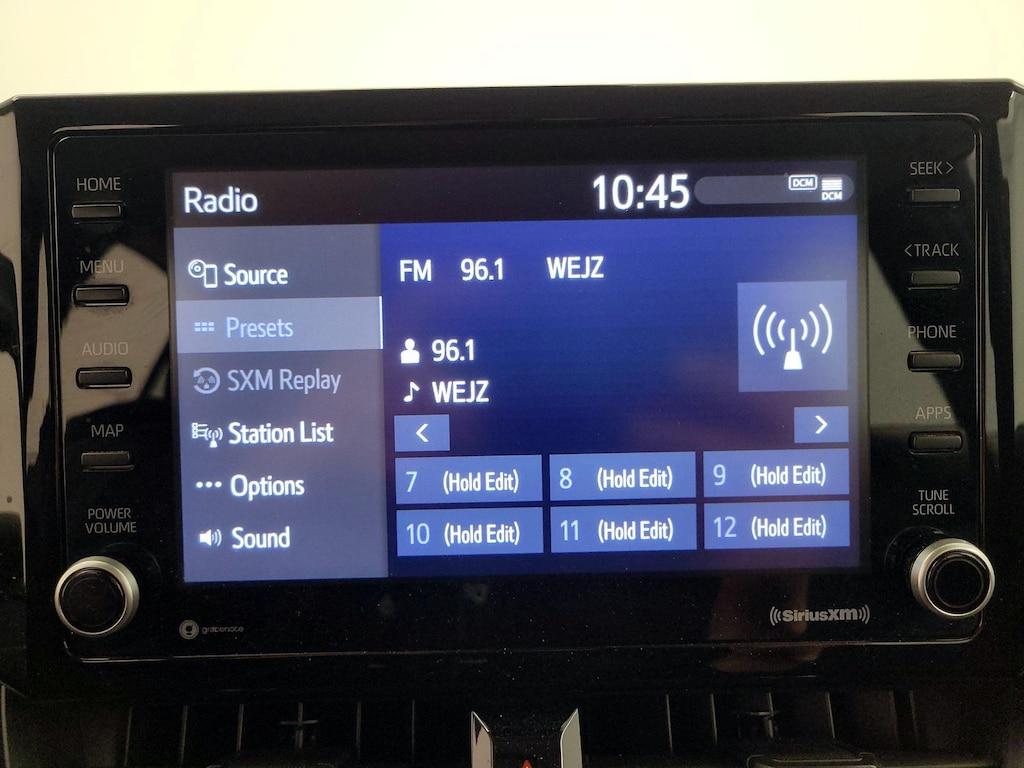 HOME
MENU
AUDIO
MAP
POWER
VOLUME
Radio
10:45
DCM
DCM
Source
Presets
SXM Replay
Station List
Options
Sound
FM 96.1 WEJZ
96.1
WEJZ
<
>
7 (Hold Edit)
8 (Hold Edit)
9 (Hold Edit)
10 (Hold Edit)
11 (Hold Edit)
12 (Hold Edit)
SEEK >
< TRACK
PHONE
APPS
TUNE
SCROLL
gracenote
((SiriusXM))